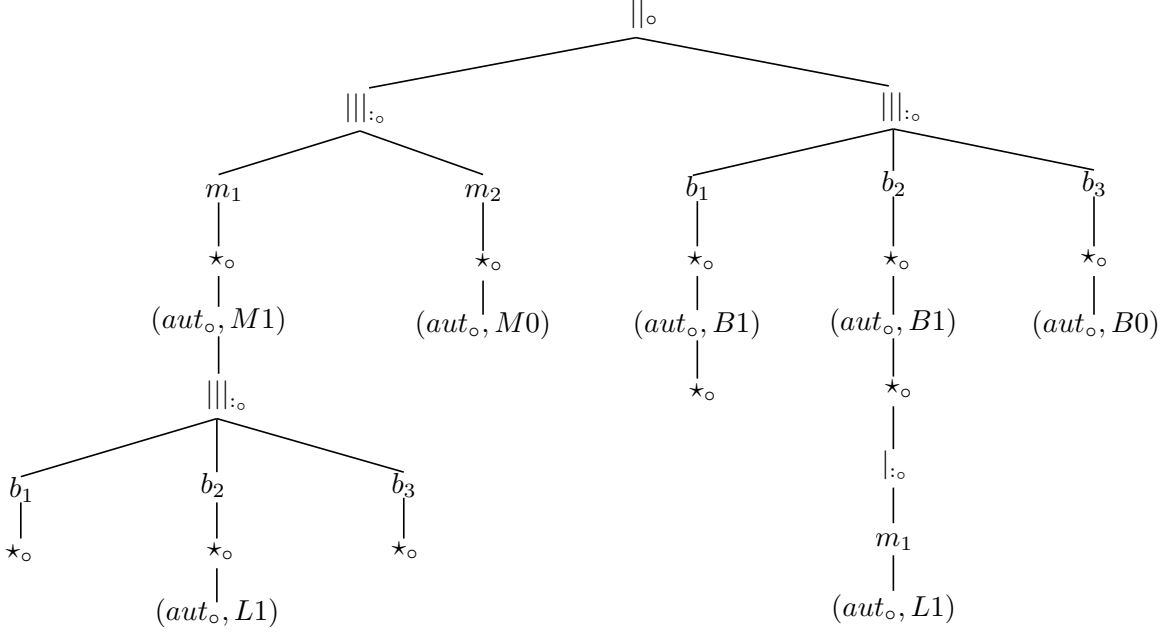 ||∘
|||:∘ |||:∘
m₁ m₂ b₁ b₂ b₃
⋆∘ ⋆∘ ⋆∘ ⋆∘ ⋆∘
(aut∘, M1) (aut∘, M0) (aut∘, B1) (aut∘, B1) (aut∘, B0)
|||:∘ ⋆∘ ⋆∘
b₁ b₂ b₃ |:∘
⋆∘ ⋆∘ ⋆∘ m₁
(aut∘, L1) (aut∘, L1)